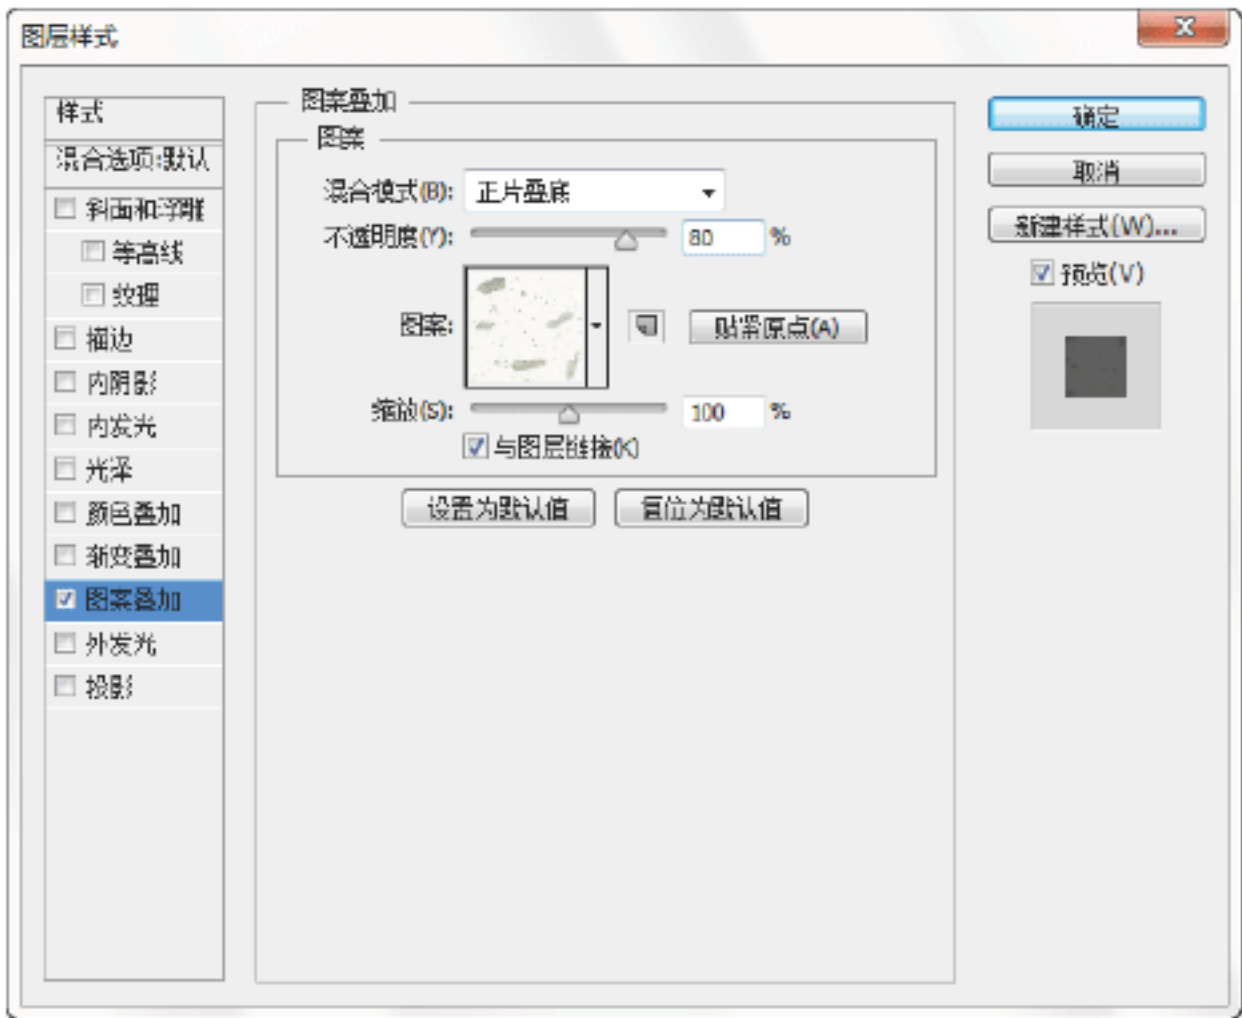 图层样式
样式
混合选项:默认
斜面和浮雕
等高线
纹理
描边
内阴影
内发光
光泽
颜色叠加
渐变叠加
图案叠加
外发光
投影
图案叠加
图案
混合模式(B): 正片叠底
不透明度(Y): 80 %
图案: 贴紧原点(A)
缩放(S): 100 %
与图层链接(K)
设置为默认值 复位为默认值
确定
取消
新建样式(W)...
预览(V)